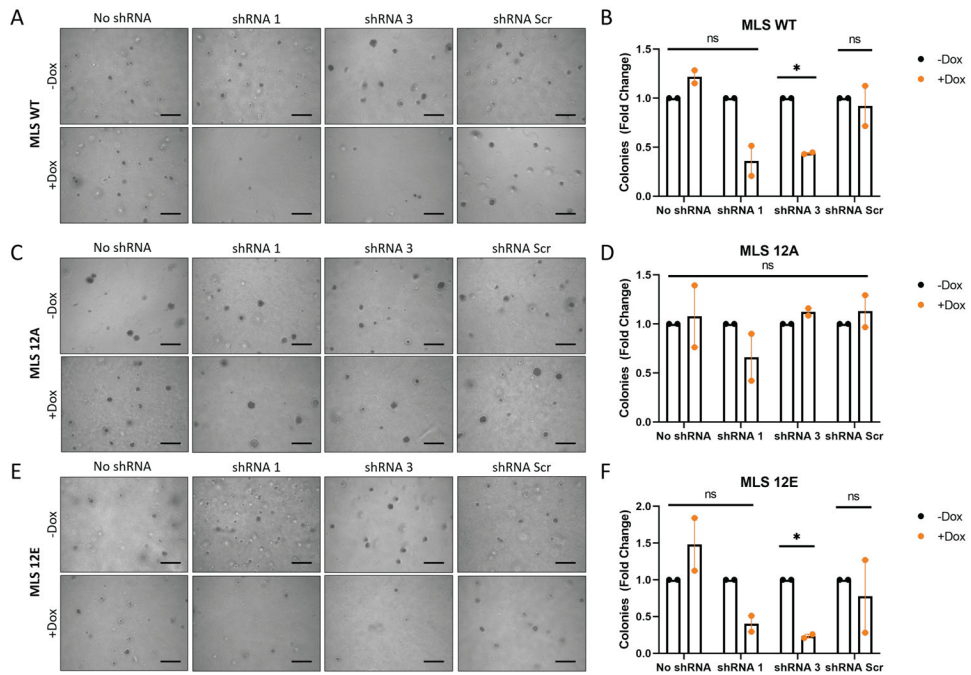 A
No shRNA
shRNA 1
shRNA 3
shRNA Scr
MLS WT
-Dox
+Dox
B
MLS WT
ns
*
ns
Colonies (Fold Change)
1.5
1.0
0.5
0.0
No shRNA shRNA 1 shRNA 3 shRNA Scr
-Dox
+Dox
C
No shRNA
shRNA 1
shRNA 3
shRNA Scr
MLS 12A
-Dox
+Dox
D
MLS 12A
ns
Colonies (Fold Change)
1.5
1.0
0.5
0.0
No shRNA shRNA 1 shRNA 3 shRNA Scr
-Dox
+Dox
E
No shRNA
shRNA 1
shRNA 3
shRNA Scr
MLS 12E
-Dox
+Dox
F
MLS 12E
ns
*
ns
Colonies (Fold Change)
2.0
1.5
1.0
0.5
0.0
No shRNA shRNA 1 shRNA 3 shRNA Scr
-Dox
+Dox